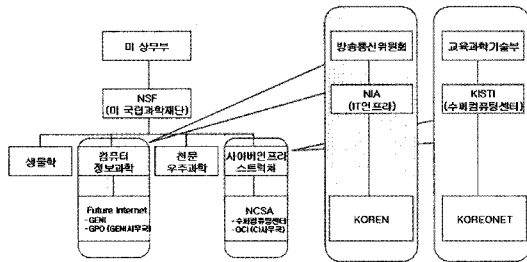 미 상무부
NSF
(미 국립과학재단)
생물학
컴퓨터
정보과학
천문
우주과학
사이버인프라
스트럭처
Future Internet
-GENI
-GPO (GENI사무국)
NCSA
-수퍼컴퓨팅센터
-OCI (CI사무국)
방송통신위원회
NIA
(IT인프라)
KOREN
교육과학기술부
KISTI
(수퍼컴퓨팅센터)
KOREONET